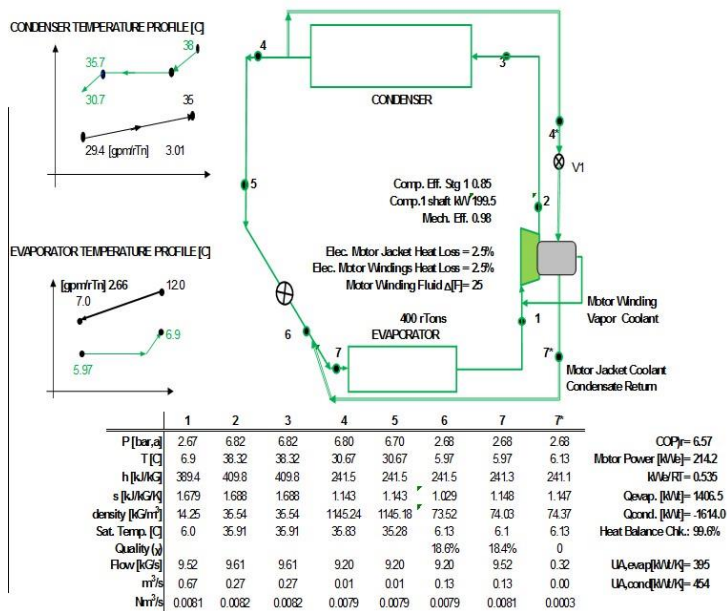 CONDENSER TEMPERATURE PROFILE [C]
38
35.7
30.7
35
29.4 [gpm/rTn] 3.01
4
3
CONDENSER
4*
V1
5
Comp. Eff. Stg 1 0.85
Comp.1 shaft kW 199.5
Mech. Eff. 0.98
2
EVAPORATOR TEMPERATURE PROFILE [C]
[gpm/rTn] 2.66
12.0
7.0
6.9
5.97
Elec. Motor Jacket Heat Loss = 2.5%
Elec. Motor Windings Heat Loss = 2.5%
Motor Winding Fluid Δ[F]= 25
Motor Winding
Vapor Coolant
400 rTons
EVAPORATOR
1
6
7
7*
Motor Jacket Coolant
Condensate Return
1 2 3 4 5 6 7 7*
P [bar,a] 2.67 6.82 6.82 6.80 6.70 2.68 2.68 2.68 COP)r= 6.57
T [C] 6.9 38.32 38.32 30.67 30.67 5.97 5.97 6.13 Motor Power [kWe]= 214.2
h [kJ/kG] 389.4 409.8 409.8 241.5 241.5 241.5 241.3 241.1 kWe/RT= 0.535
s [kJ/kG/K] 1.679 1.688 1.688 1.143 1.143 1.029 1.148 1.147 Qevap. [kWt]= 1406.5
density [kG/m³] 14.25 35.54 35.54 1145.24 1145.18 73.52 74.03 74.37 Qcond. [kWt]= -1614.0
Sat. Temp. [C] 6.0 35.91 35.91 35.83 35.28 6.13 6.1 6.13 Heat Balance Chk.: 99.6%
Quality (χ) 18.6% 18.4% 0
Flow [kG/s] 9.52 9.61 9.61 9.20 9.20 9.20 9.52 0.32 UA,evap[kWt/K]= 395
m³/s 0.67 0.27 0.27 0.01 0.01 0.13 0.13 0.00 UA,cond[kWt/K]= 454
Nm³/s 0.0081 0.0082 0.0082 0.0079 0.0079 0.0079 0.0081 0.0003